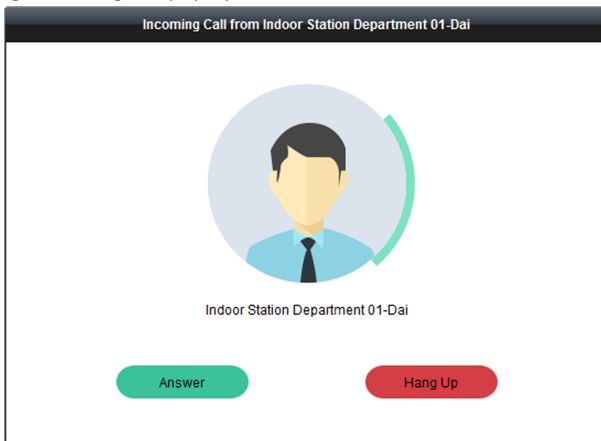 Incoming Call from Indoor Station Department 01-Dai
Indoor Station Department 01-Dai
Answer
Hang Up